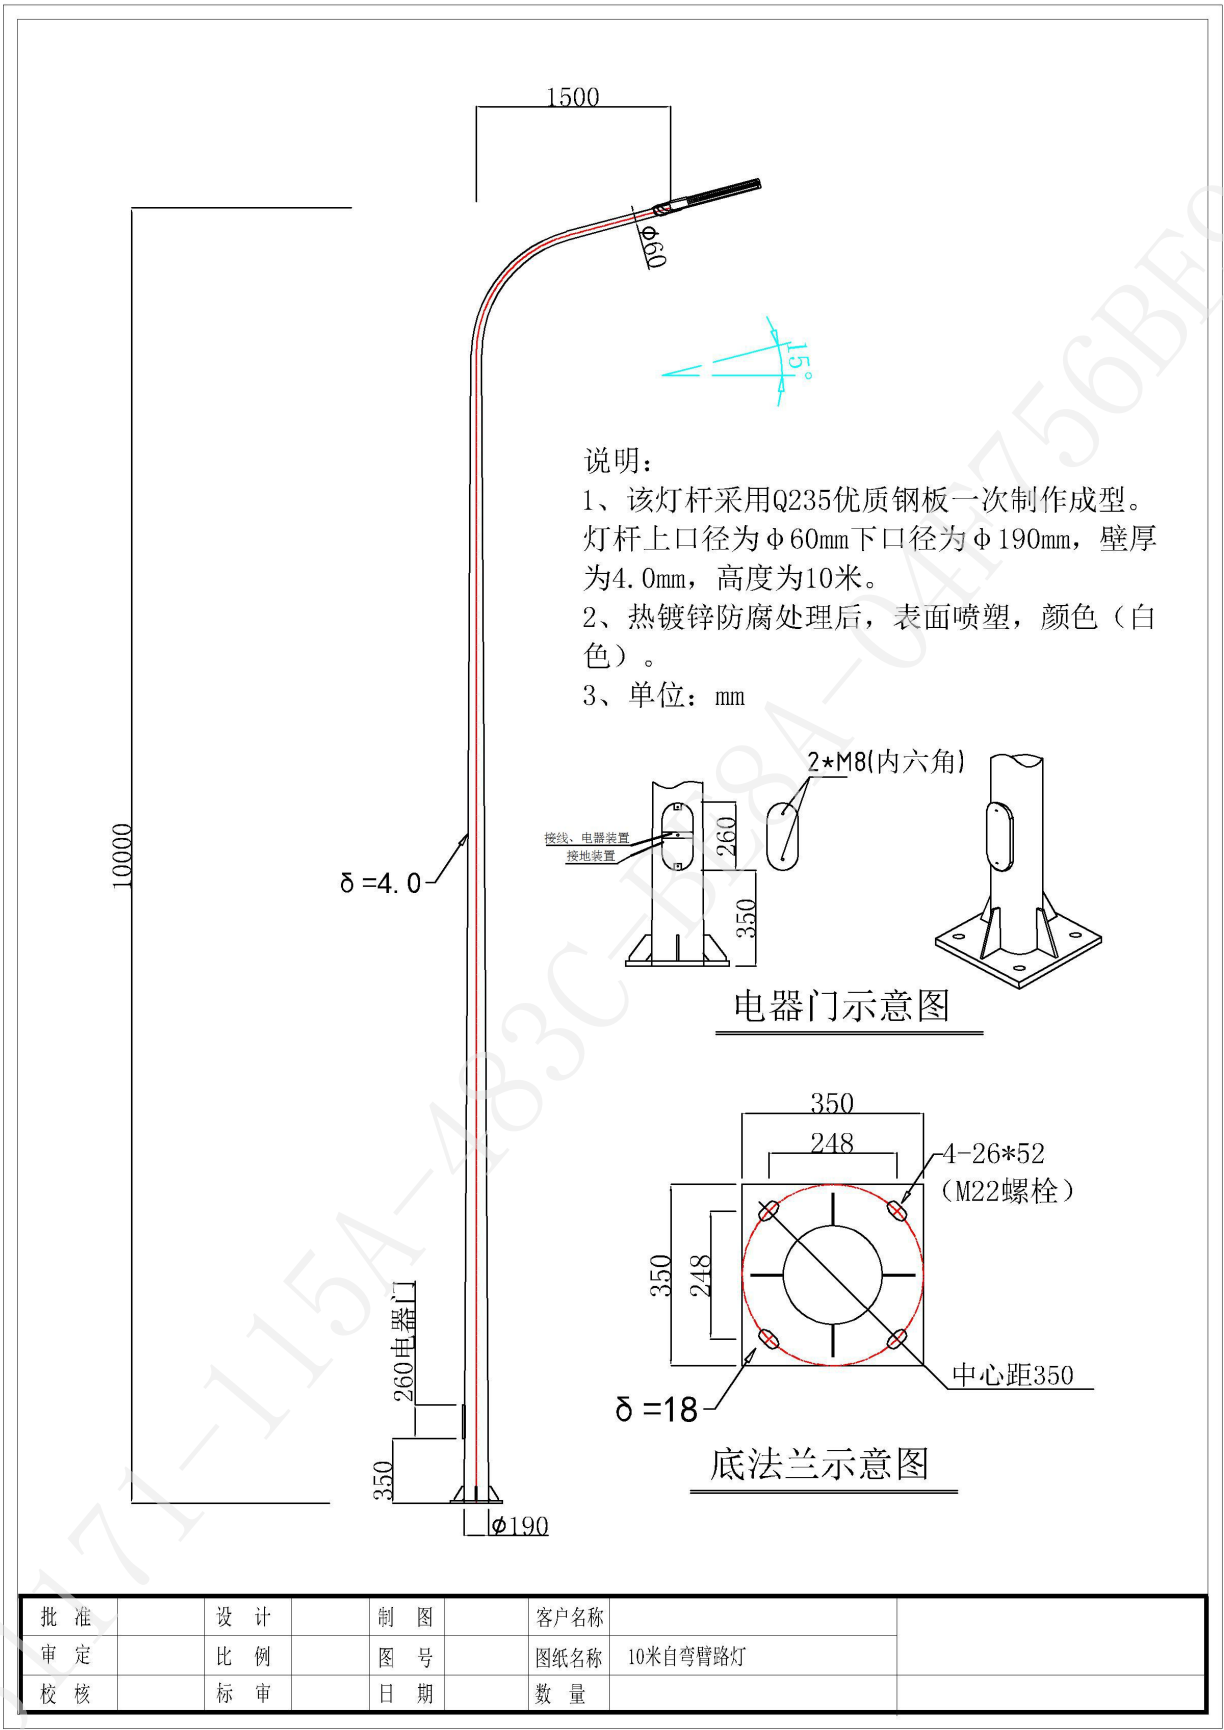 1500
φ60
15°
10000
说明：
1、该灯杆采用Q235优质钢板一次制作成型。
灯杆上口径为φ60mm下口径为φ190mm，壁厚
为4.0mm，高度为10米。
2、热镀锌防腐处理后，表面喷塑，颜色（白
色）。
3、单位：mm
δ=4.0
2*M8(内六角)
接线、电器装置
接地装置
260
350
电器门示意图
350
248
4-26*52
（M22螺栓）
350
248
中心距350
δ=18
底法兰示意图
260电器门
350
φ190
批 准 设 计 制 图 客户名称
审 定 比 例 图 号 图纸名称 10米自弯臂路灯
校 核 标 审 日 期 数 量
1171-115A-483C-BE8A-04F756BE9